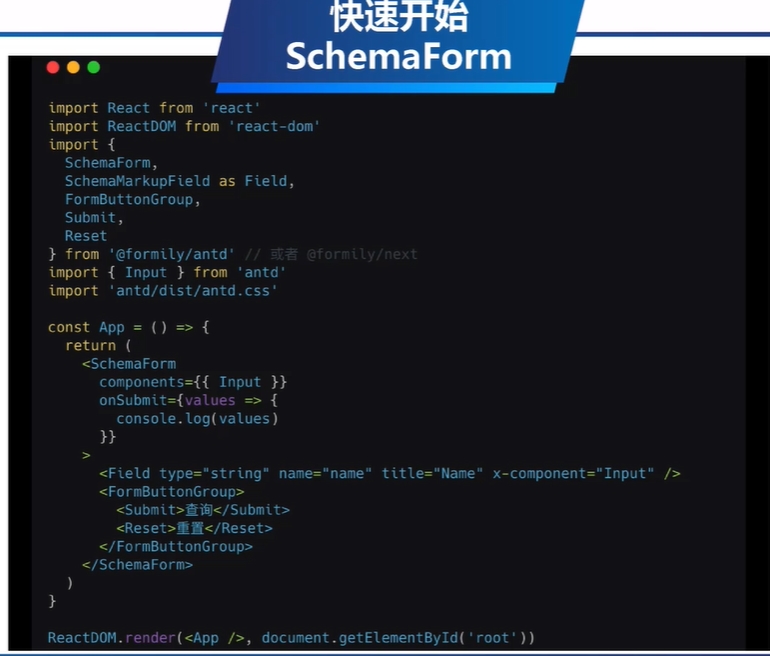 快速开始
SchemaForm
import React from 'react'
import ReactDOM from 'react-dom'
import {
  SchemaForm,
  SchemaMarkupField as Field,
  FormButtonGroup,
  Submit,
  Reset
} from '@formily/antd' // 或者 @formily/next
import { Input } from 'antd'
import 'antd/dist/antd.css'

const App = () => {
  return (
    <SchemaForm
      components={{ Input }}
      onSubmit={values => {
        console.log(values)
      }}
    >
      <Field type="string" name="name" title="Name" x-component="Input" />
      <FormButtonGroup>
        <Submit>查询</Submit>
        <Reset>重置</Reset>
      </FormButtonGroup>
    </SchemaForm>
  )
}

ReactDOM.render(<App />, document.getElementById('root'))